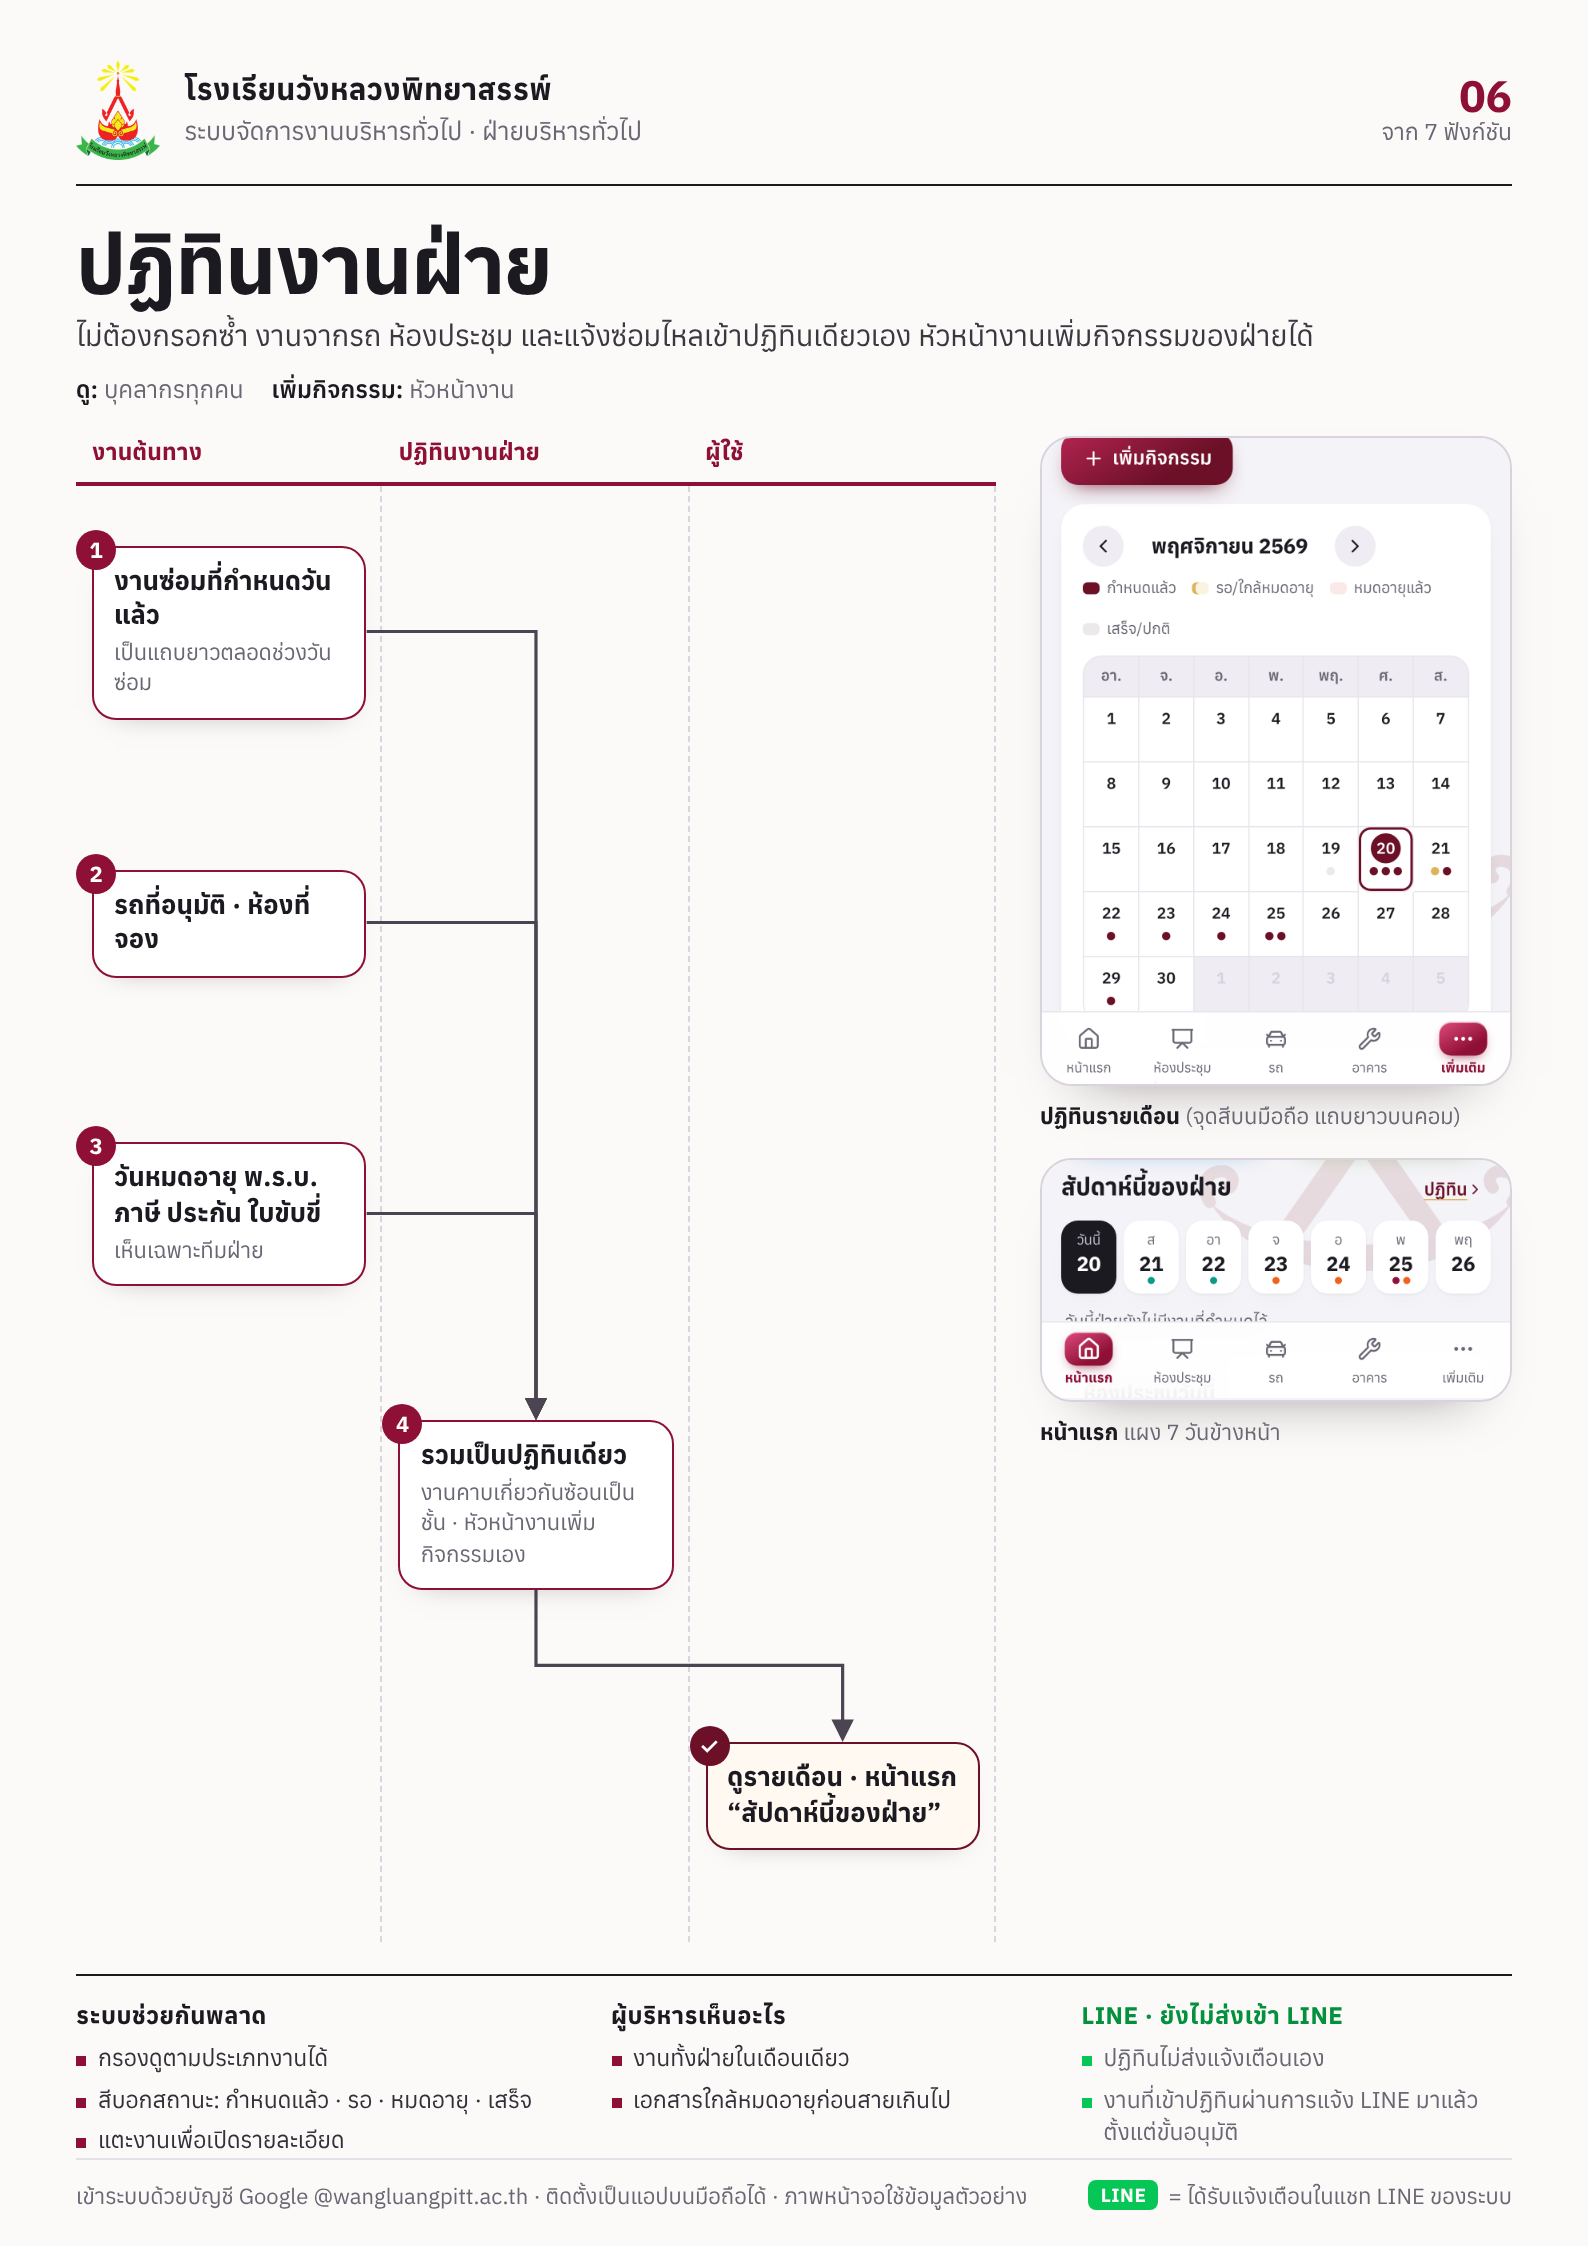 โรงเรียนวังหลวงพิทยาสรรพ์
ระบบจัดการงานบริหารทั่วไป · ฝ่ายบริหารทั่วไป
06
จาก 7 ฟังก์ชัน
ปฏิทินงานฝ่าย
ไม่ต้องกรอกซ้ำ งานจากรถ ห้องประชุม และแจ้งซ่อมไหลเข้าปฏิทินเดียวเอง หัวหน้างานเพิ่มกิจกรรมของฝ่ายได้
ดู: บุคลากรทุกคน เพิ่มกิจกรรม: หัวหน้างาน
งานต้นทาง ปฏิทินงานฝ่าย ผู้ใช้
1
งานซ่อมที่กำหนดวัน
แล้ว
เป็นแถบยาวตลอดช่วงวัน
ซ่อม
2
รถที่อนุมัติ · ห้องที่
จอง
3
วันหมดอายุ พ.ร.บ.
ภาษี ประกัน ใบขับขี่
เห็นเฉพาะทีมฝ่าย
4
รวมเป็นปฏิทินเดียว
งานคาบเกี่ยวกันซ้อนเป็น
ชั้น · หัวหน้างานเพิ่ม
กิจกรรมเอง
ดูรายเดือน · หน้าแรก
“สัปดาห์นี้ของฝ่าย”
+ เพิ่มกิจกรรม
พฤศจิกายน 2569
กำหนดแล้ว รอ/ใกล้หมดอายุ หมดอายุแล้ว
เสร็จ/ปกติ
อา. จ. อ. พ. พฤ. ศ. ส.
1 2 3 4 5 6 7
8 9 10 11 12 13 14
15 16 17 18 19 20 21
22 23 24 25 26 27 28
29 30 1 2 3 4 5
หน้าแรก ห้องประชุม รถ อาคาร เพิ่มเติม
ปฏิทินรายเดือน (จุดสีบนมือถือ แถบยาวบนคอม)
สัปดาห์นี้ของฝ่าย ปฏิทิน
วันนี้ ส อา จ อ พ พฤ
20 21 22 23 24 25 26
วันนี้ฝ่ายยังไม่มีงานที่กำหนดไว้
หน้าแรก ห้องประชุม รถ อาคาร เพิ่มเติม
หน้าแรก แผง 7 วันข้างหน้า
ระบบช่วยกันพลาด
กรองดูตามประเภทงานได้
สีบอกสถานะ: กำหนดแล้ว · รอ · หมดอายุ · เสร็จ
แตะงานเพื่อเปิดรายละเอียด
ผู้บริหารเห็นอะไร
งานทั้งฝ่ายในเดือนเดียว
เอกสารใกล้หมดอายุก่อนสายเกินไป
LINE · ยังไม่ส่งเข้า LINE
ปฏิทินไม่ส่งแจ้งเตือนเอง
งานที่เข้าปฏิทินผ่านการแจ้ง LINE มาแล้ว
ตั้งแต่ขั้นอนุมัติ
เข้าระบบด้วยบัญชี Google @wangluangpitt.ac.th · ติดตั้งเป็นแอปบนมือถือได้ · ภาพหน้าจอใช้ข้อมูลตัวอย่าง
LINE = ได้รับแจ้งเตือนในแชท LINE ของระบบ